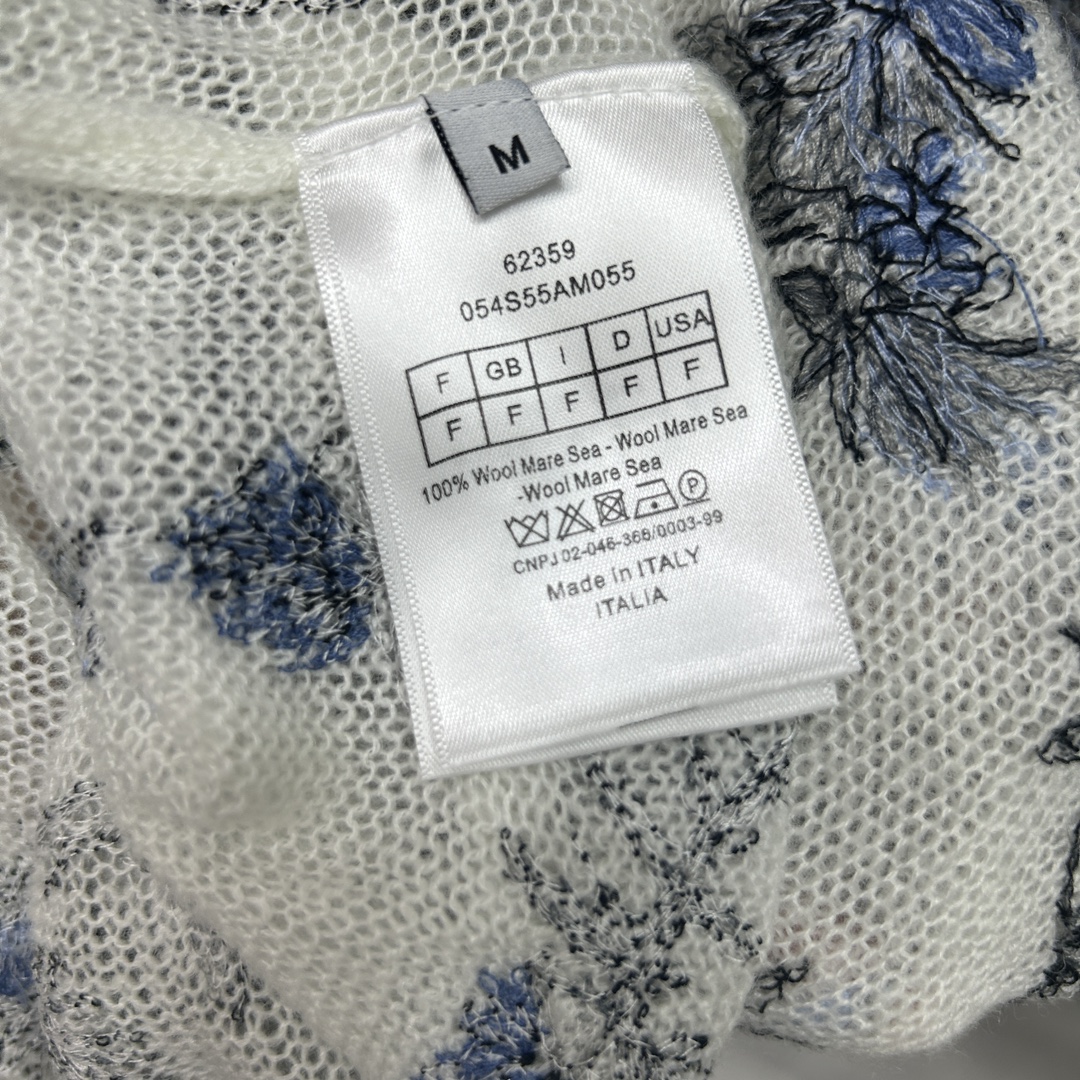 M
62359
054S55AM055
F GB I D USA
F F F F F
100% Wool Mare Sea - Wool Mare Sea
-Wool Mare Sea
P
CNPJ 02-046-366/0003-99
Made in ITALY
ITALIA